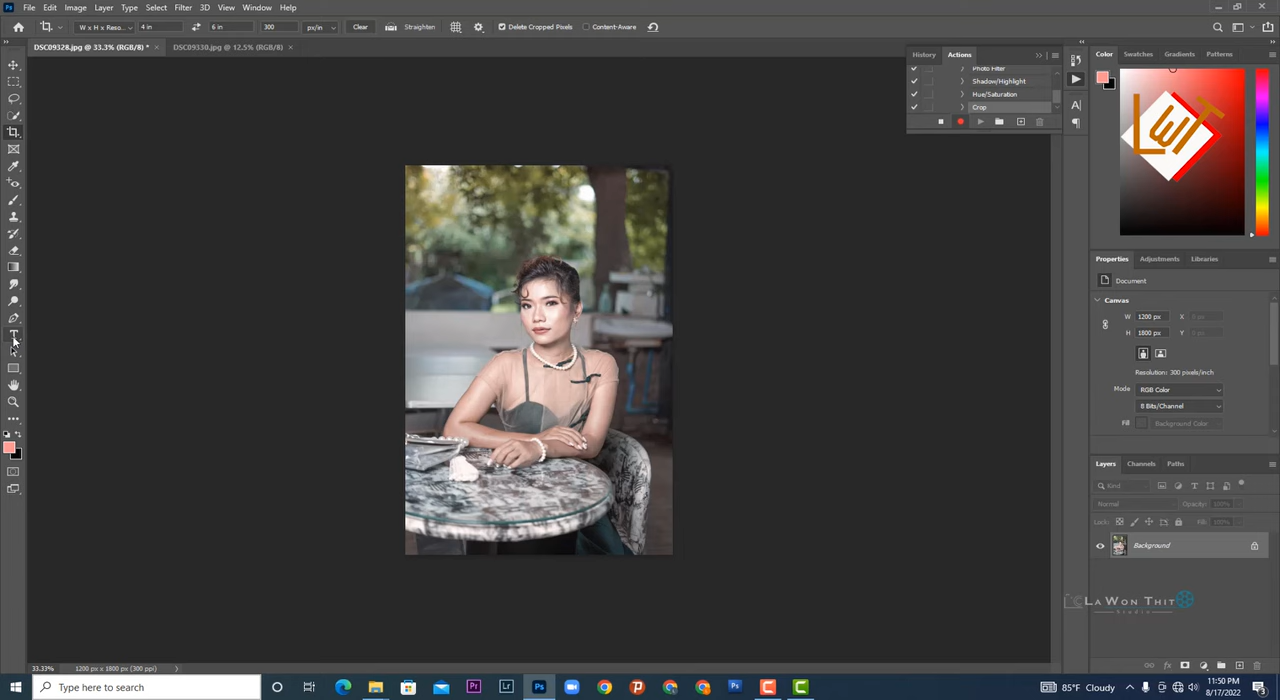 File Edit Image Layer Type Select Filter 3D View Window Help
W x H x Reso... 4 in 6 in 300 px/in Clear Straighten Delete Cropped Pixels Content-Aware
DSC09328.jpg @ 33.3% (RGB/8) * × DSC09330.jpg @ 12.5% (RGB/8) ×
History Actions
Photo Filter
Shadow/Highlight
Hue/Saturation
Crop
Color Swatches Gradients Patterns
LWT
Properties Adjustments Libraries
Document
Canvas
W 1200 px X 0 px
H 1800 px Y 0 px
Resolution: 300 pixels/inch
Mode RGB Color
8 Bits/Channel
Fill Background Color
Layers Channels Paths
Kind
Normal Opacity: 100%
Lock: Fill: 100%
Background
La Won Thit
Studio
33.33% 1200 px x 1800 px (300 ppi)
Type here to search
85°F Cloudy
11:50 PM
8/17/2022